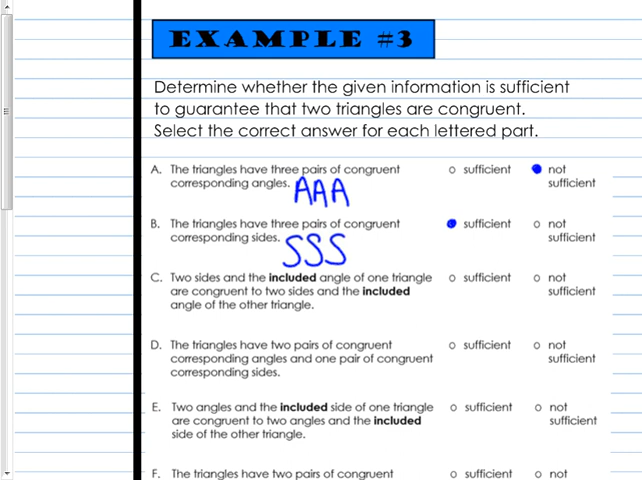 EXAMPLE #3
Determine whether the given information is sufficient
to guarantee that two triangles are congruent.
Select the correct answer for each lettered part.
A. The triangles have three pairs of congruent
corresponding angles. AAA
sufficient
not
sufficient
B. The triangles have three pairs of congruent
corresponding sides. SSS
sufficient
not
sufficient
C. Two sides and the included angle of one triangle
are congruent to two sides and the included
angle of the other triangle.
sufficient
not
sufficient
D. The triangles have two pairs of congruent
corresponding angles and one pair of congruent
corresponding sides.
sufficient
not
sufficient
E. Two angles and the included side of one triangle
are congruent to two angles and the included
side of the other triangle.
sufficient
not
sufficient
F. The triangles have two pairs of congruent
sufficient
not